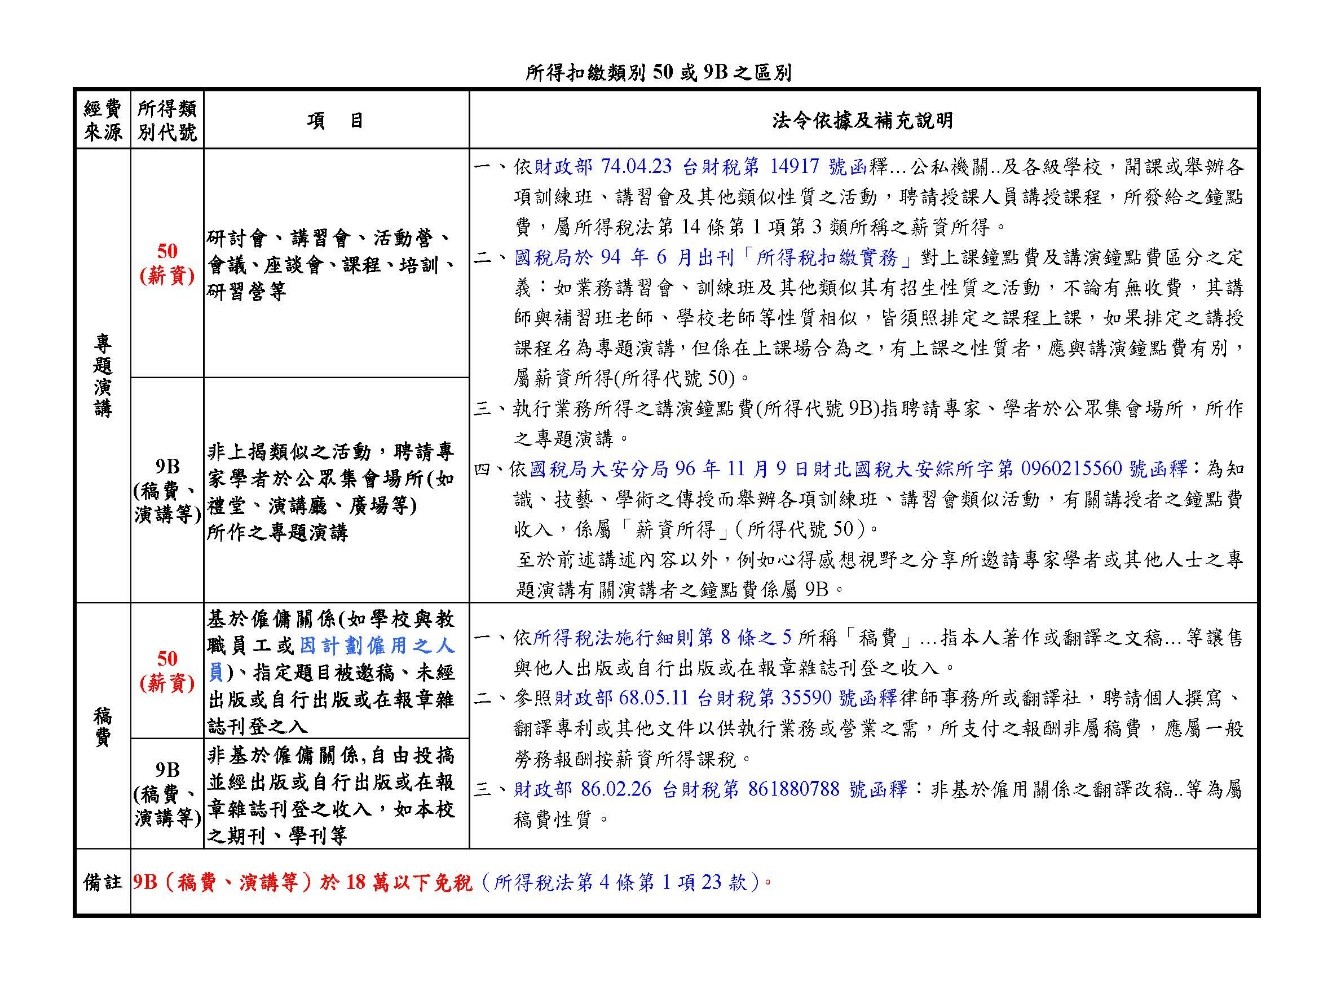 所得扣繳類別 50 或 9B 之區別
經費
來源
所得類
別代號
項 目
法令依據及補充說明
專題演講
50
(薪資)
研討會、講習會、活動營、
會議、座談會、課程、培訓、
研習營等
一、依財政部 74.04.23 台財稅第 14917 號函釋…公私機關..及各級學校，開課或舉辦各
項訓練班、講習會及其他類似性質之活動，聘請授課人員講授課程，所發給之鐘點
費，屬所得稅法第 14 條第 1 項第 3 類所稱之薪資所得。
二、國稅局於 94 年 6 月出刊「所得稅扣繳實務」對上課鐘點費及講演鐘點費區分之定
義：如業務講習會、訓練班及其他類似其有招生性質之活動，不論有無收費，其講
師與補習班老師、學校老師等性質相似，皆須照排定之課程上課，如果排定之講授
課程名為專題演講，但係在上課場合為之，有上課之性質者，應與講演鐘點費有別，
屬薪資所得(所得代號 50)。
三、執行業務所得之講演鐘點費(所得代號 9B)指聘請專家、學者於公眾集會場所，所作
之專題演講。
四、依國稅局大安分局 96 年 11 月 9 日財北國稅大安綜所字第 0960215560 號函釋：為知
識、技藝、學術之傳授而舉辦各項訓練班、講習會類似活動，有關講授者之鐘點費
收入，係屬「薪資所得」（所得代號 50）。
至於前述講述內容以外，例如心得感想視野之分享所邀請專家學者或其他人士之專
題演講有關演講者之鐘點費係屬 9B。
9B
(稿費、
演講等)
非上揭類似之活動，聘請專
家學者於公眾集會場所(如
禮堂、演講廳、廣場等)
所作之專題演講
稿費
50
(薪資)
基於僱傭關係(如學校與教
職員工或因計劃僱用之人
員)、指定題目被邀稿、未經
出版或自行出版或在報章雜
誌刊登之入
一、依所得稅法施行細則第 8 條之 5 所稱「稿費」…指本人著作或翻譯之文稿…等讓售
與他人出版或自行出版或在報章雜誌刊登之收入。
二、參照財政部 68.05.11 台財稅第 35590 號函釋律師事務所或翻譯社，聘請個人撰寫、
翻譯專利或其他文件以供執行業務或營業之需，所支付之報酬非屬稿費，應屬一般
勞務報酬按薪資所得課稅。
三、財政部 86.02.26 台財稅第 861880788 號函釋：非基於僱用關係之翻譯改稿..等為屬
稿費性質。
9B
(稿費、
演講等)
非基於僱傭關係,自由投搞
並經出版或自行出版或在報
章雜誌刊登之收入，如本校
之期刊、學刊等
備註
9B（稿費、演講等）於 18 萬以下免稅（所得稅法第 4 條第 1 項 23 款）。